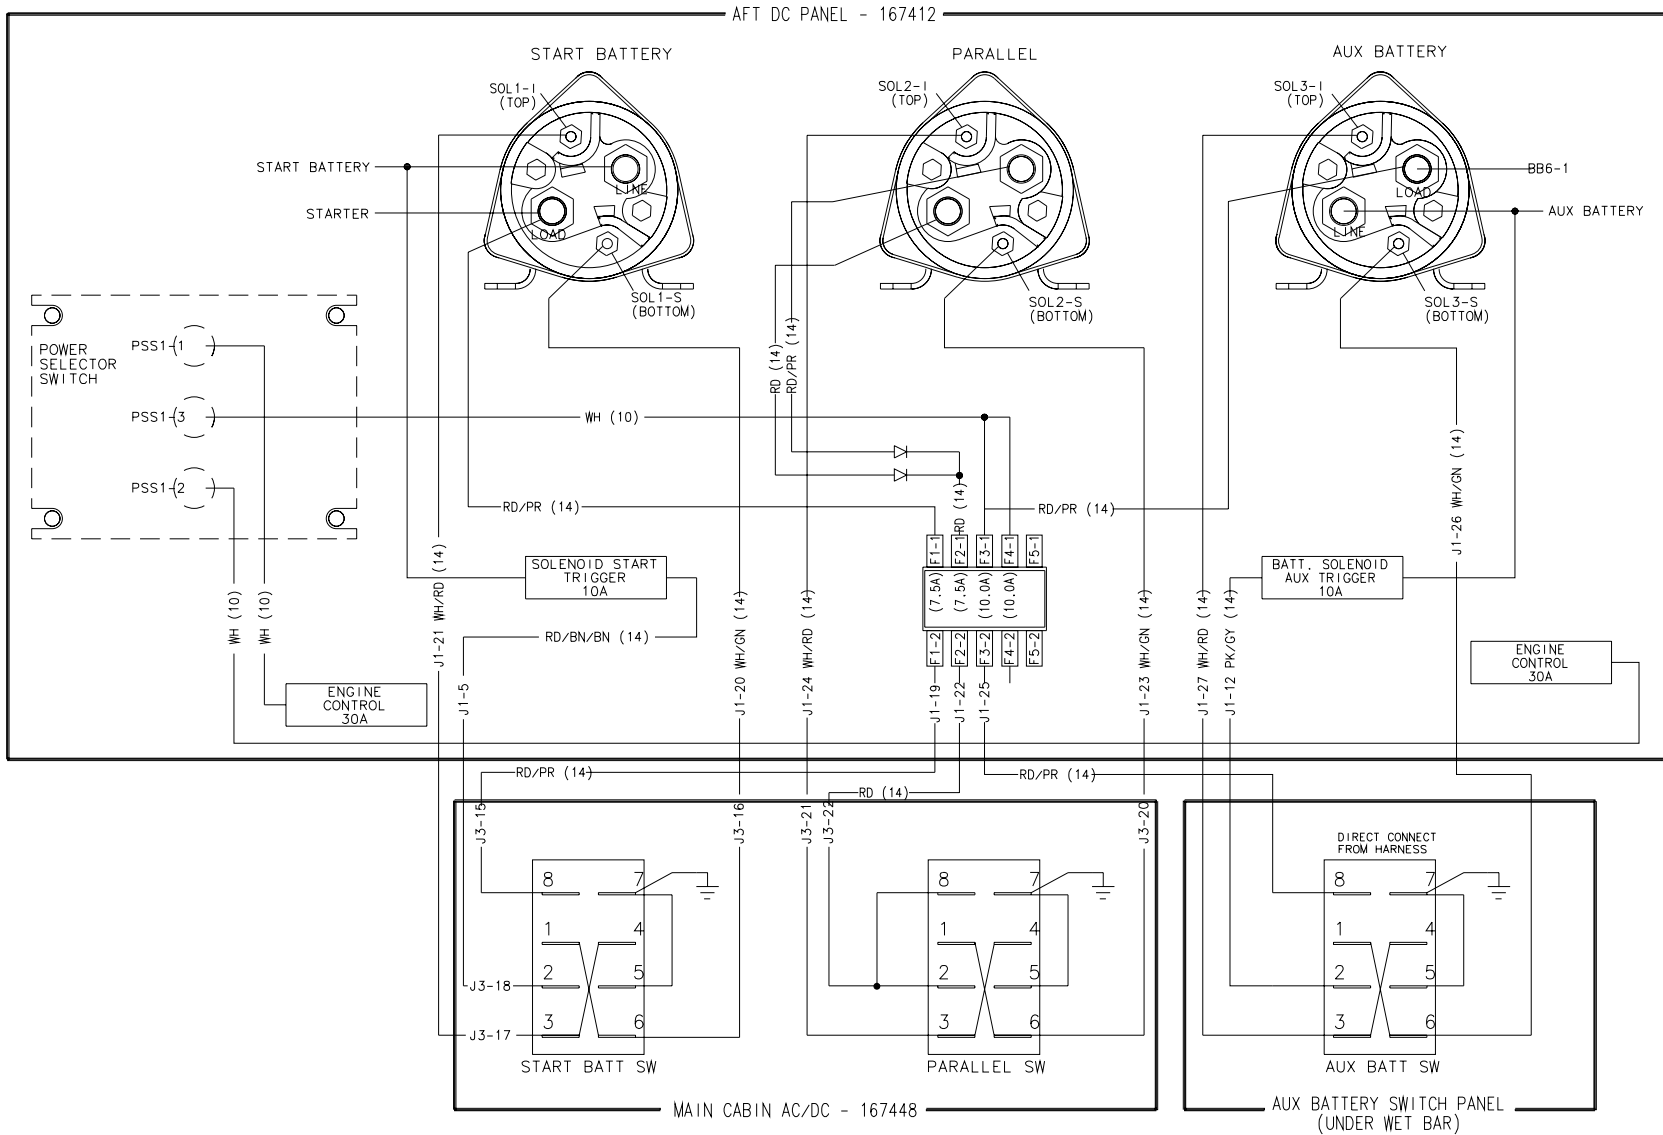 AFT DC PANEL - 167412
START BATTERY
PARALLEL
AUX BATTERY
SOL1-I
(TOP)
SOL2-I
(TOP)
SOL3-I
(TOP)
START BATTERY
LINE
STARTER
LOAD
BB6-1
LOAD
AUX BATTERY
LINE
SOL1-S
(BOTTOM)
SOL2-S
(BOTTOM)
SOL3-S
(BOTTOM)
POWER
SELECTOR
SWITCH
PSS1-1
PSS1-3
PSS1-2
RD (14)
RD/PR (14)
WH (10)
RD/PR (14)
RD (14)
RD/PR (14)
J1-26 WH/GN (14)
F1-1
F2-1
F3-1
F4-1
F5-1
(7.5A)
(7.5A)
(10.0A)
(10.0A)
F1-2
F2-2
F3-2
F4-2
F5-2
SOLENOID START
TRIGGER
10A
BATT. SOLENOID
AUX TRIGGER
10A
WH (10)
WH (10)
J1-21 WH/RD (14)
RD/BN/BN (14)
J1-5
J1-20 WH/GN (14)
J1-24 WH/RD (14)
J1-19
J1-22
J1-25
J1-23 WH/GN (14)
J1-27 WH/RD (14)
J1-12 PK/GY (14)
ENGINE
CONTROL
30A
ENGINE
CONTROL
30A
RD/PR (14)
RD (14)
RD/PR (14)
J3-15
J3-16
J3-21
J3-22
J3-20
DIRECT CONNECT
FROM HARNESS
8 7
1 4
2 5
3 6
J3-18
J3-17
START BATT SW
8 7
1 4
2 5
3 6
PARALLEL SW
8 7
1 4
2 5
3 6
AUX BATT SW
MAIN CABIN AC/DC - 167448
AUX BATTERY SWITCH PANEL
(UNDER WET BAR)